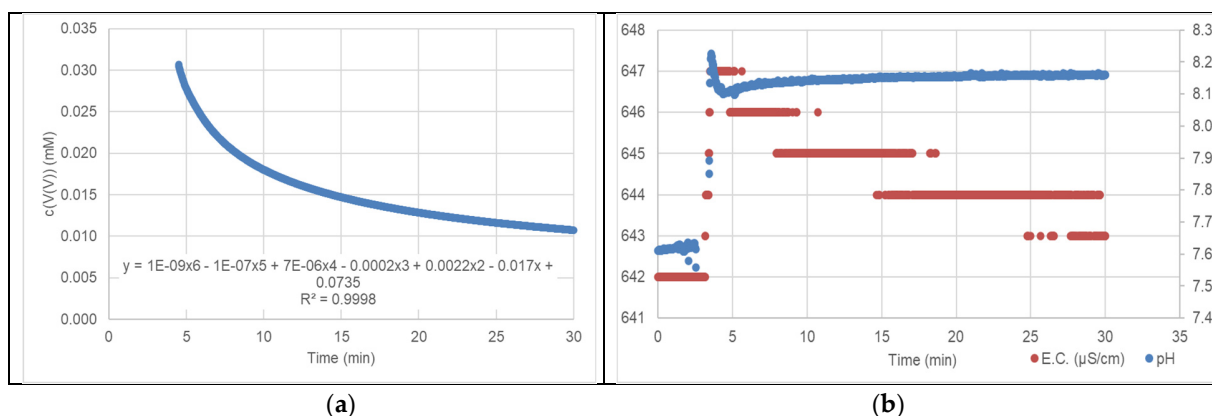 0.035
0.030
0.025
0.020
0.015
0.010
0.005
0.000
c(V(V)) (mM)
y = 1E-09x6 - 1E-07x5 + 7E-06x4 - 0.0002x3 + 0.0022x2 - 0.017x +
0.0735
R² = 0.9998
0 5 10 15 20 25 30
Time (min)
(a)
648
647
646
645
644
643
642
641
8.3
8.2
8.1
8.0
7.9
7.8
7.7
7.6
7.5
7.4
0 5 10 15 20 25 30 35
Time (min)
E.C. (µS/cm) pH
(b)